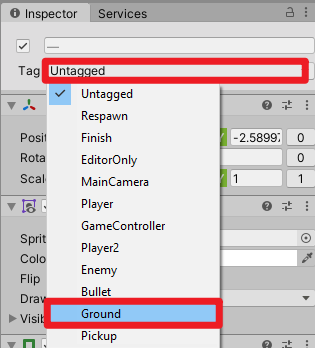 Inspector Services
—
Tag Untagged
Untagged
Respawn
Finish
EditorOnly
MainCamera
Player
GameController
Player2
Enemy
Bullet
Ground
Pickup
Posit
-2.5899
0
Rota
0
Scale
1
1
Sprit
Colo
Flip
Draw
Visib